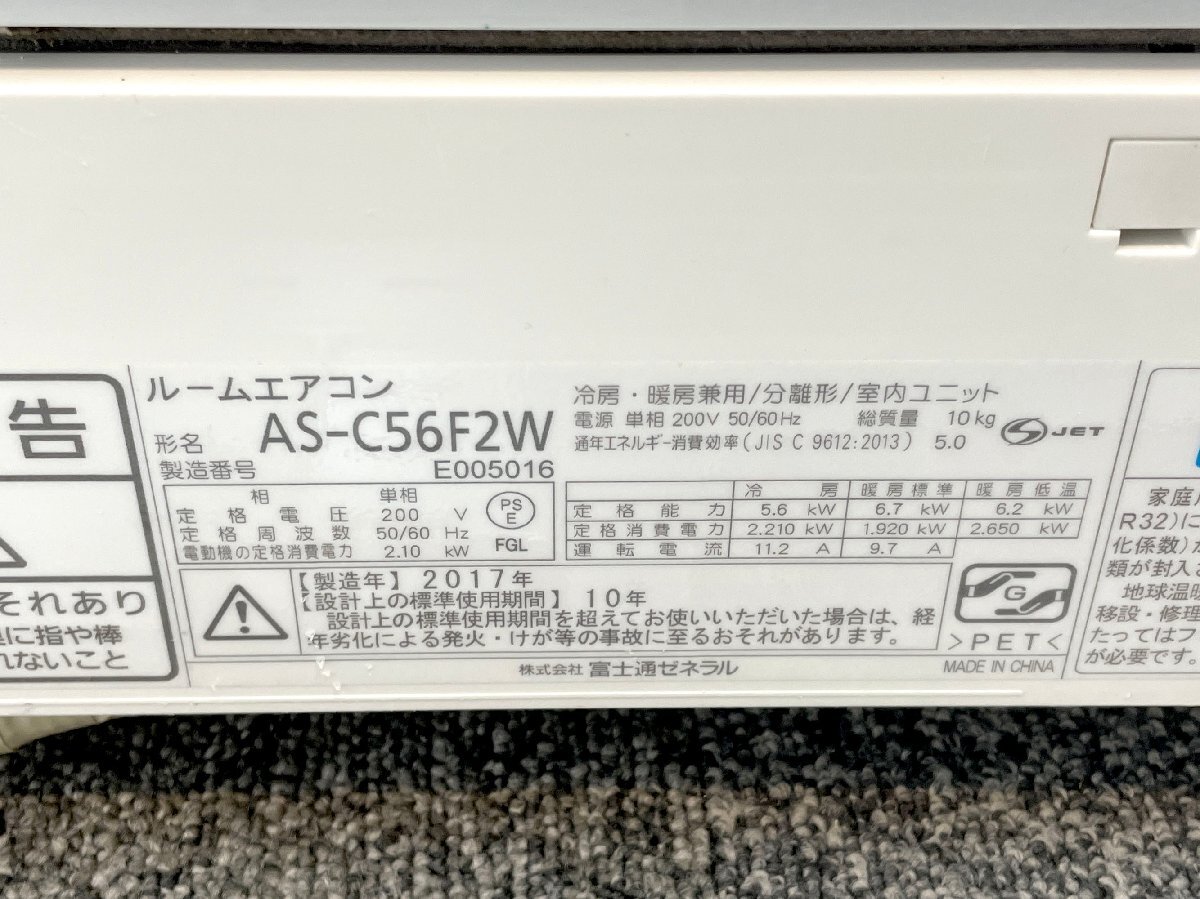 告
それあり
に指や棒
れないこと
ルームエアコン
形名 AS-C56F2W
製造番号 E005016
相 単相
定格電圧 200 V
定格周波数 50/60 Hz
電動機の定格消費電力 2.10 kW
PS
E
FGL
冷房・暖房兼用/分離形/室内ユニット
電源 単相 200V 50/60Hz 総質量 10kg
通年エネルギー消費効率(JIS C 9612:2013) 5.0
S JET
冷房 暖房標準 暖房低温
定格能力 5.6 kW 6.7 kW 6.2 kW
定格消費電力 2.210 kW 1.920 kW 2.650 kW
運転電流 11.2 A 9.7 A
【製造年】2017年
【設計上の標準使用期間】10年
設計上の標準使用期間を超えてお使いいただいた場合は、経
年劣化による発火・けが等の事故に至るおそれがあります。
G
>PET<
株式会社 富士通ゼネラル
MADE IN CHINA
家庭
R32)に
化係数)が
類が封入さ
地球温暖
移設・修理
たってはフ
が必要です。